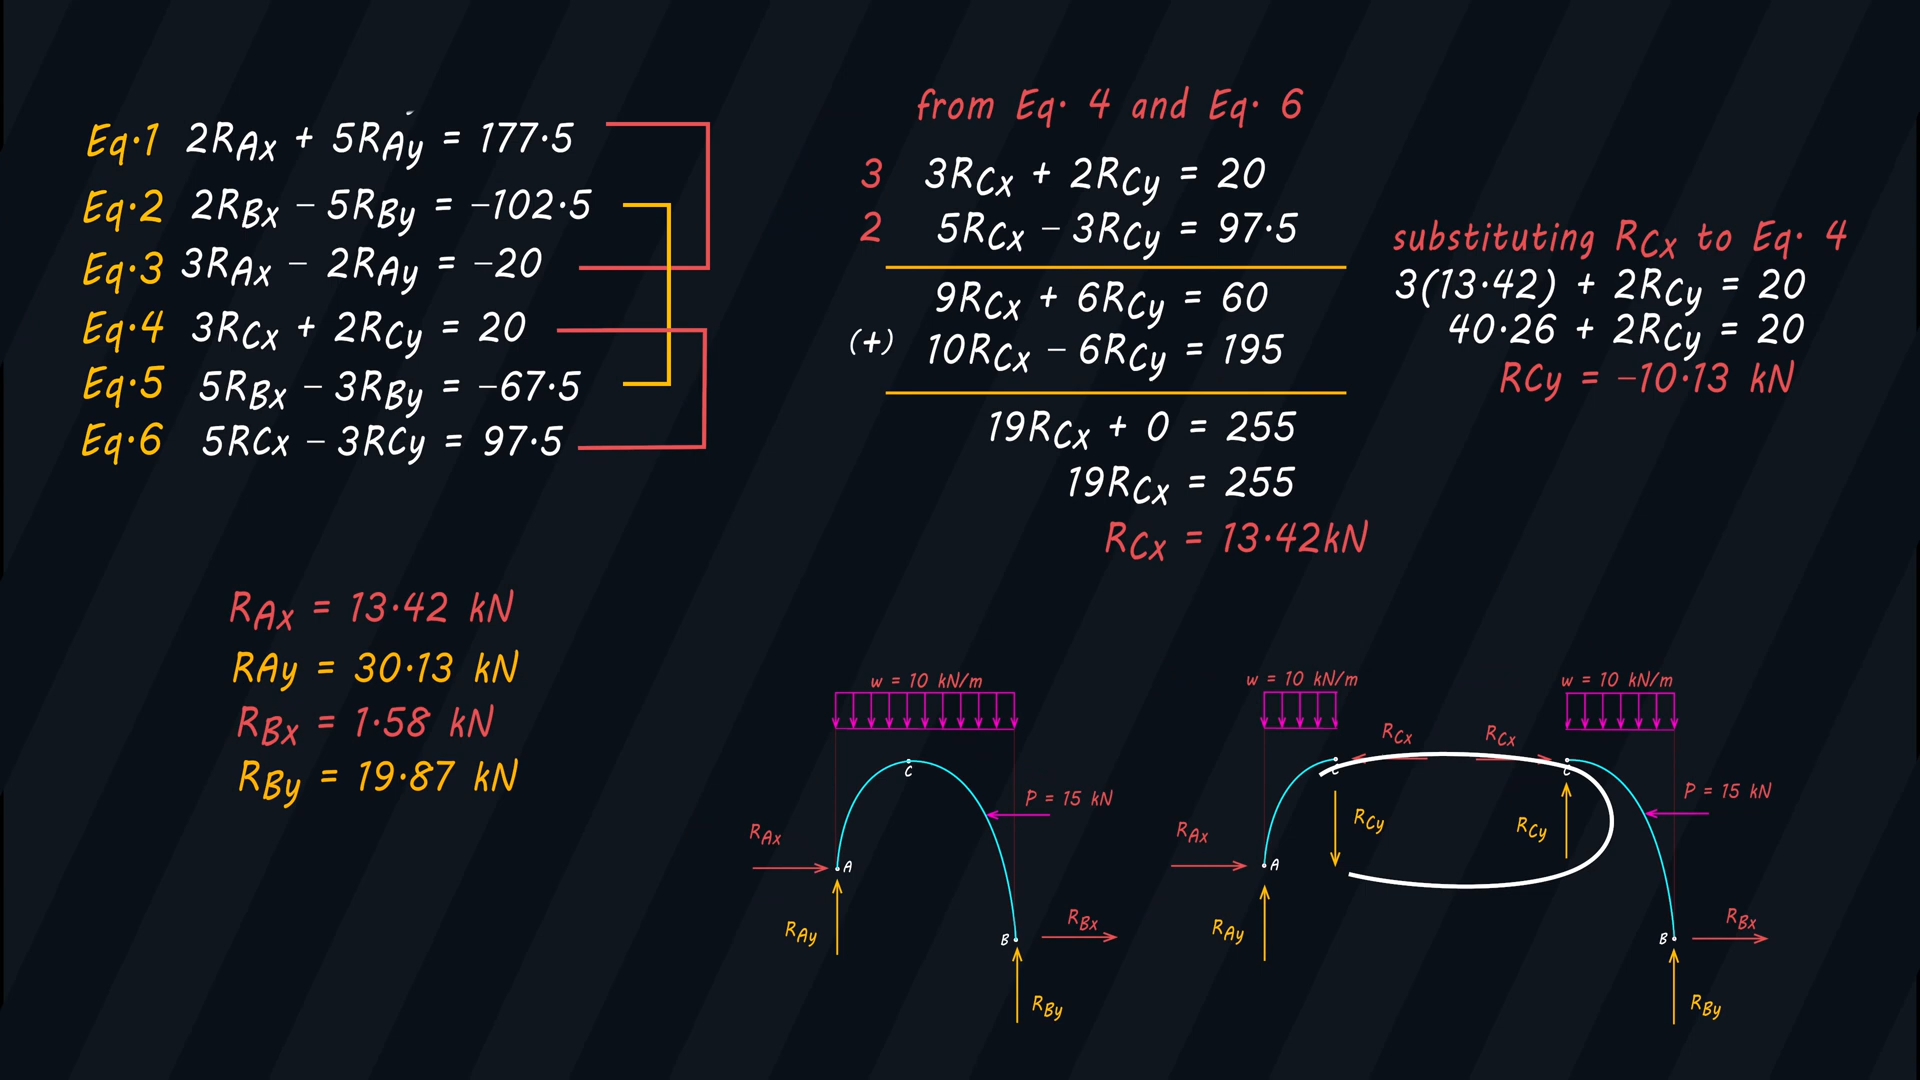 Eq.1 2RAx + 5RAy = 177.5
Eq.2 2RBx - 5RBy = -102.5
Eq.3 3RAx - 2RAy = -20
Eq.4 3RCx + 2RCy = 20
Eq.5 5RBx - 3RBy = -67.5
Eq.6 5RCx - 3RCy = 97.5
RAx = 13.42 kN
RAy = 30.13 kN
RBx = 1.58 kN
RBy = 19.87 kN
from Eq. 4 and Eq. 6
3 3RCx + 2RCy = 20
2 5RCx - 3RCy = 97.5
9RCx + 6RCy = 60
(+) 10RCx - 6RCy = 195
19RCx + 0 = 255
19RCx = 255
RCx = 13.42kN
substituting RCx to Eq. 4
3(13.42) + 2RCy = 20
40.26 + 2RCy = 20
RCy = -10.13 kN
w = 10 kN/m
C
P = 15 kN
RAx
A
RAy
RBx
B
RBy
w = 10 kN/m
w = 10 kN/m
RCx
RCx
C
C
P = 15 kN
RCy
RCy
RAx
A
RAy
RBx
B
RBy